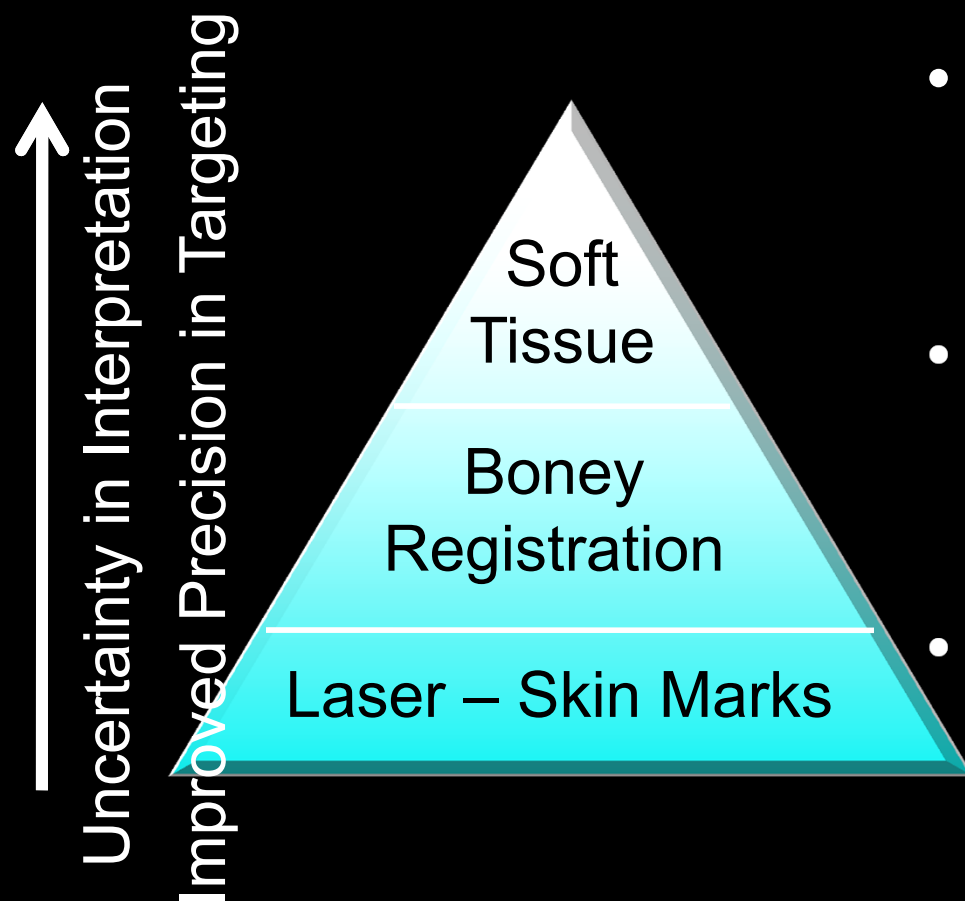 Uncertainty in Interpretation
Improved Precision in Targeting
Soft
Tissue
Boney
Registration
Laser – Skin Marks